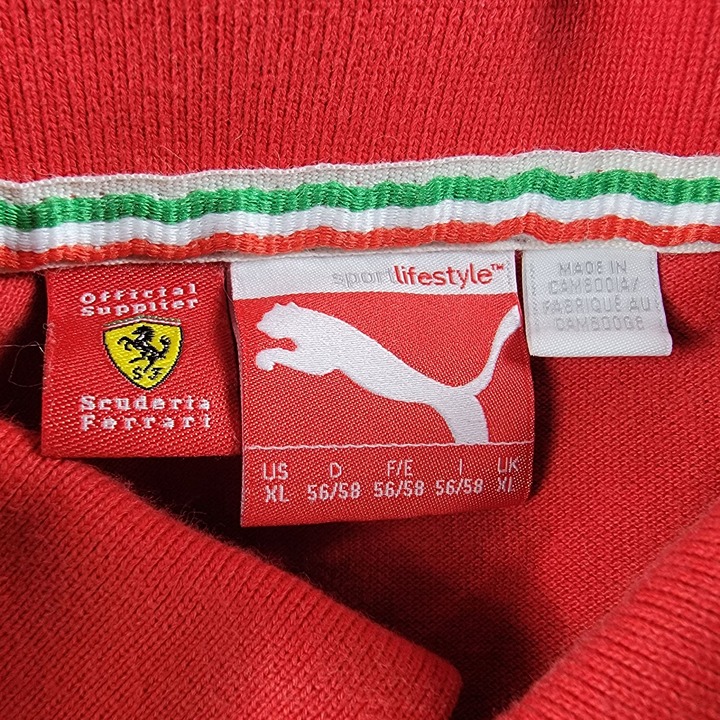 Official
Supplier
S F
Scuderia
Ferrari
sportlifestyle™
US D F/E I UK
XL 56/58 56/58 56/58 XL
MADE IN
CAMBODIA/
FABRIQUÉ AU
CAMBODGE